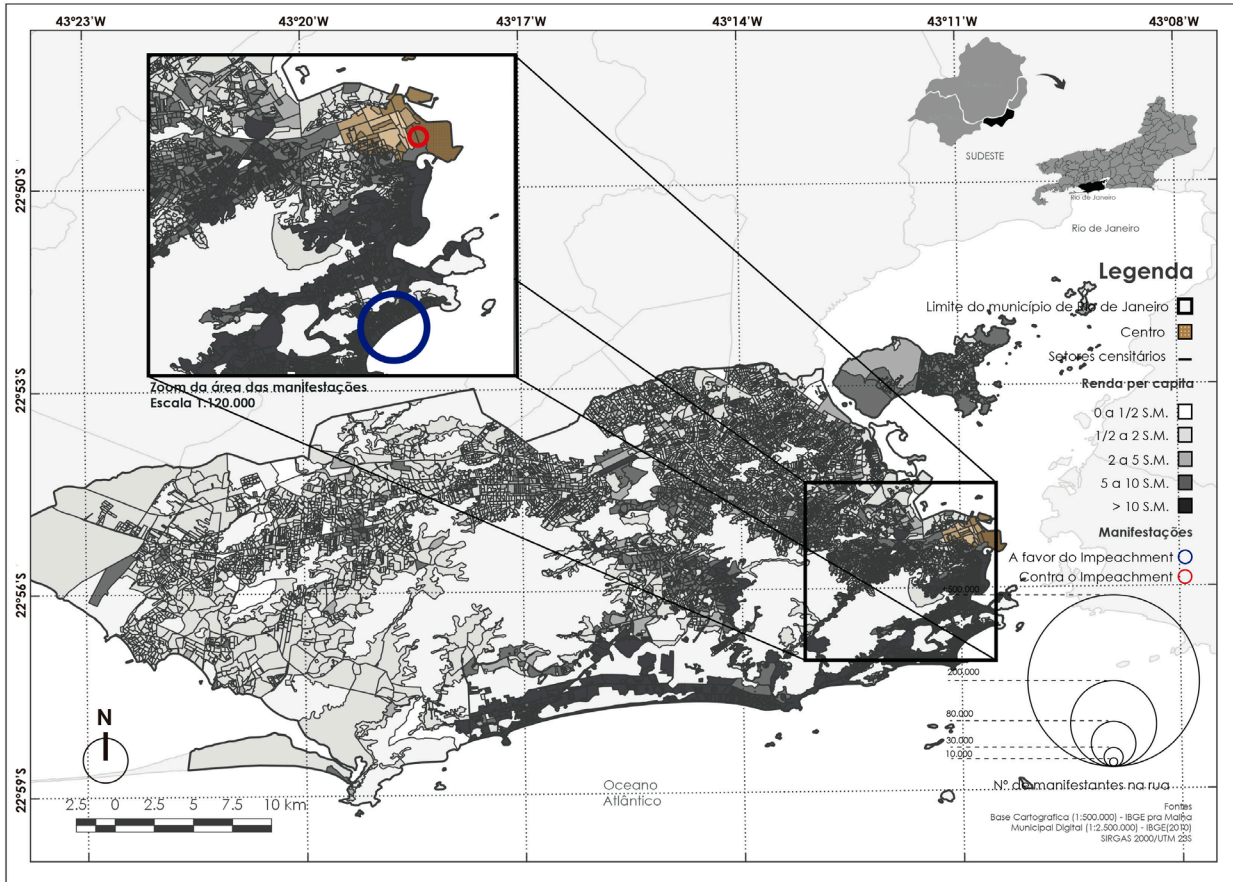 43°23'W 43°20'W 43°17'W 43°14'W 43°11'W 43°08'W
22°50'S
22°53'S
22°56'S
22°59'S
SUDESTE
Rio de Janeiro
Rio de Janeiro
Zoom da área das manifestações
Escala 1:120.000
Legenda
Limite do município de Rio de Janeiro
Centro
Setores censitários
Renda per capita
0 a 1/2 S.M.
1/2 a 2 S.M.
2 a 5 S.M.
5 a 10 S.M.
> 10 S.M.
Manifestações
A favor do Impeachment
Contra o Impeachment
500.000
200.000
80.000
30.000
10.000
Nº de manifestantes na rua
N
2.5 0 2.5 5 7.5 10 km
Oceano
Atlântico
Fontes
Base Cartografica (1:500.000) - IBGE pra Malha
Municipal Digital (1:2.500.000) - IBGE(2010)
SIRGAS 2000/UTM 23S